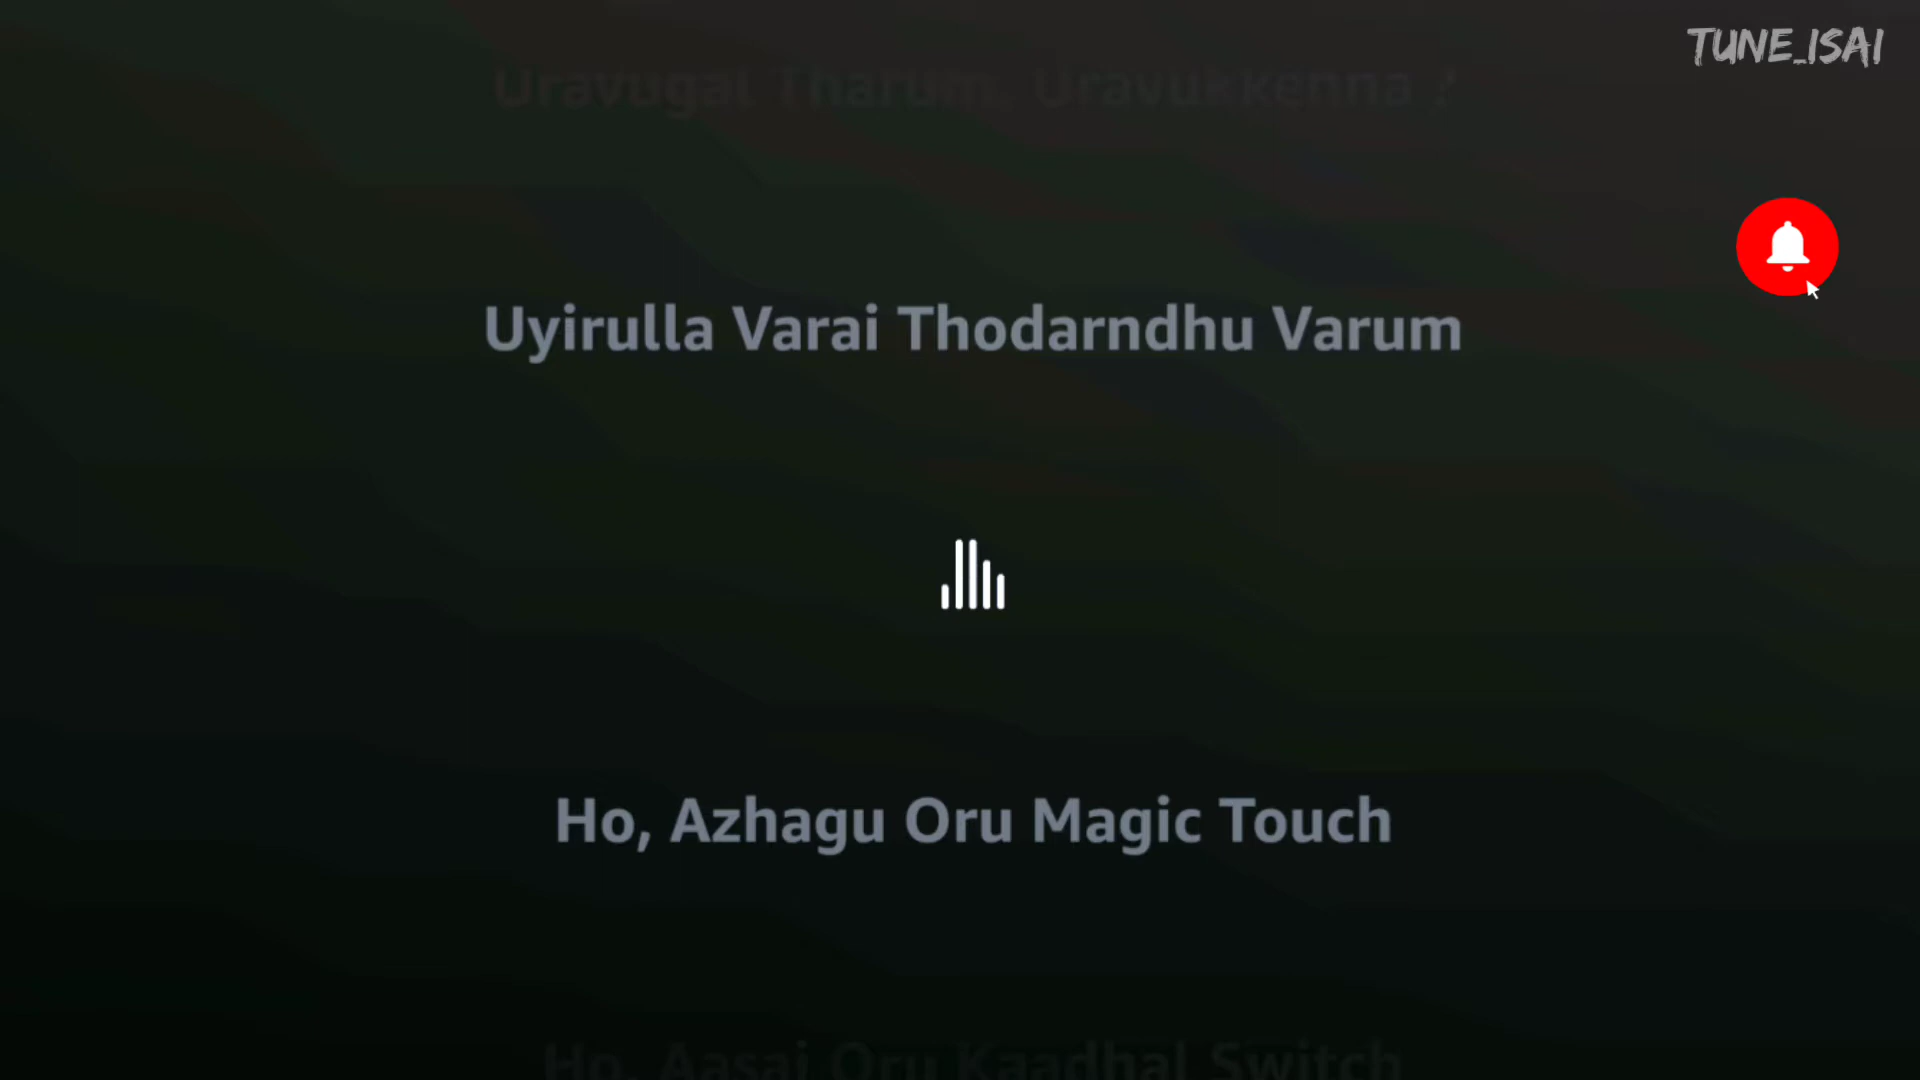 TUNE_ISAI
Uravugal Tharum, Uravukkenna ?
Uyirulla Varai Thodarndhu Varum
Ho, Azhagu Oru Magic Touch
Ho, Aasai Oru Kaadhal Switch